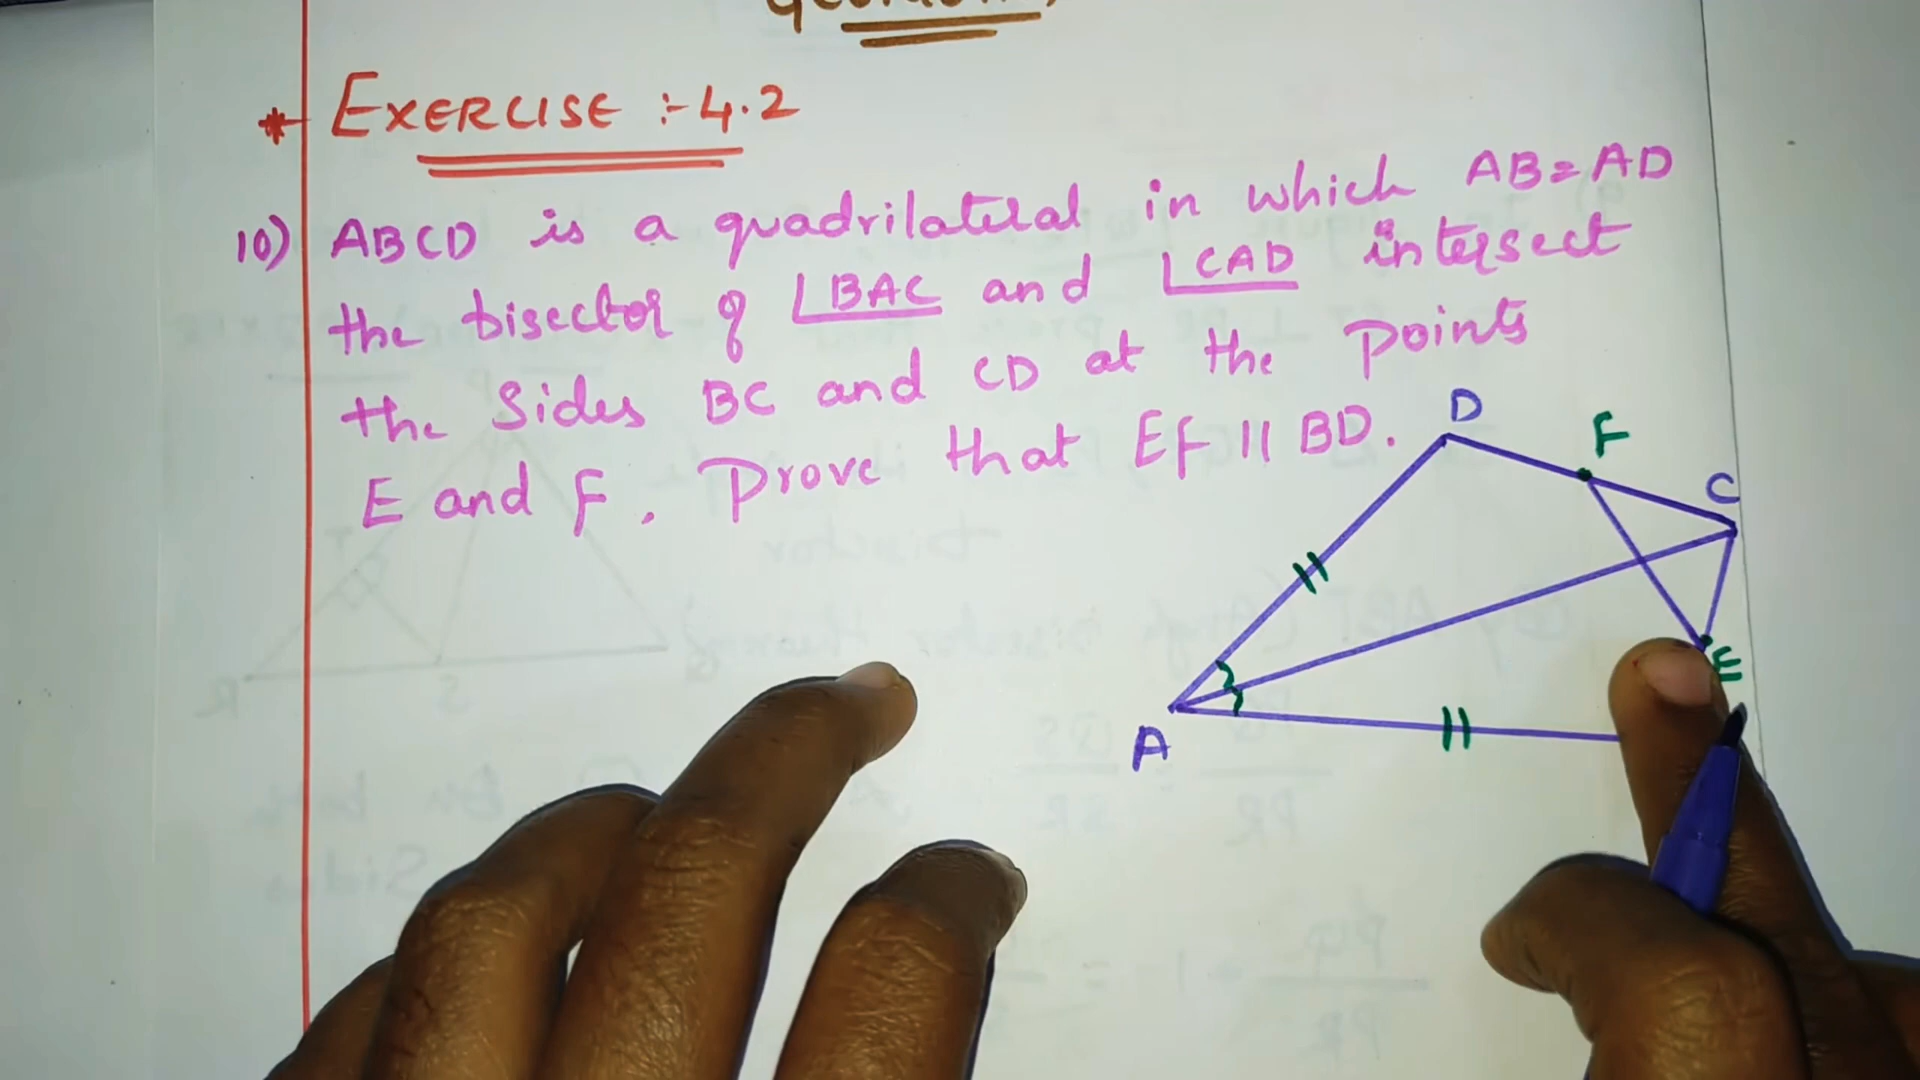 * EXERCISE :- 4.2
10) ABCD is a quadrilateral in which AB=AD
the bisector of ∠BAC and ∠CAD intersect
the sides BC and CD at the points
E and F. Prove that EF || BD.
D
F
C
E
A